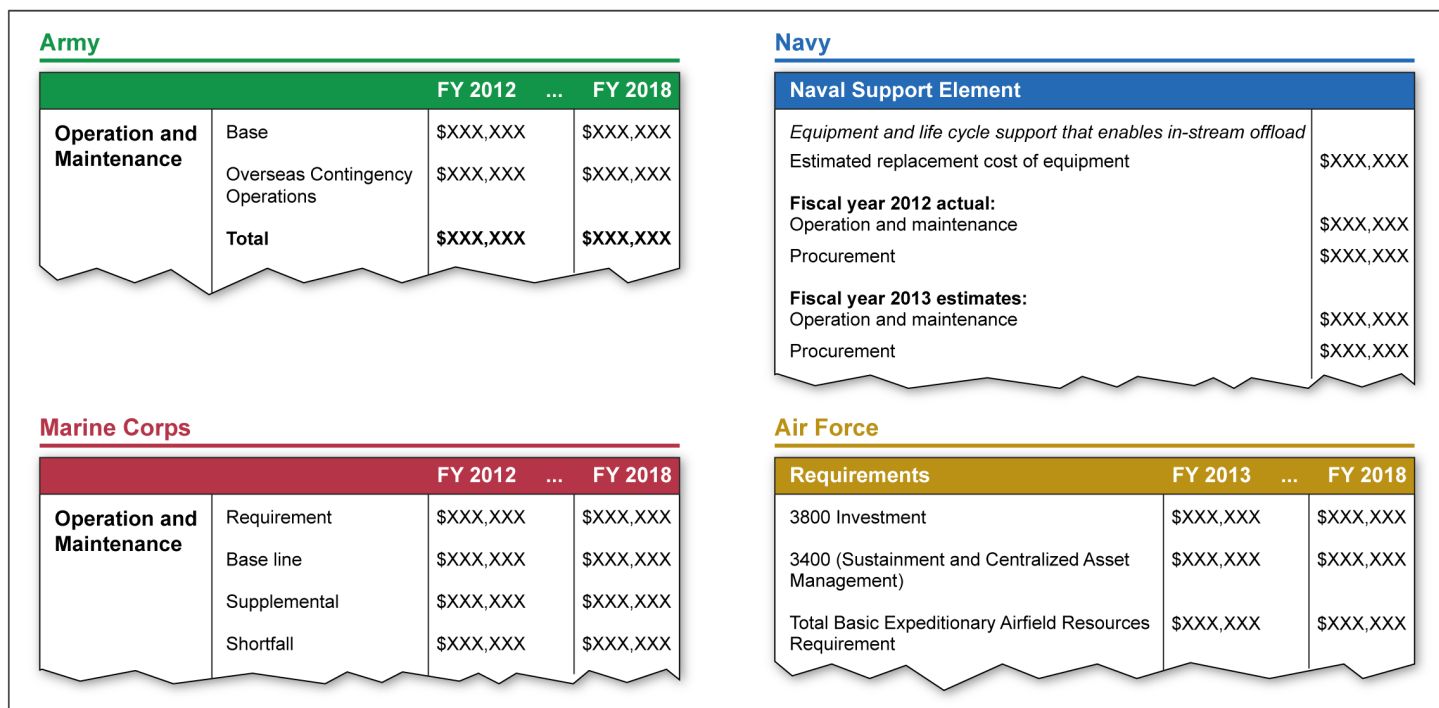 Army
FY 2012 ... FY 2018
Operation and
Maintenance
Base $XXX,XXX $XXX,XXX
Overseas Contingency
Operations
$XXX,XXX $XXX,XXX
Total $XXX,XXX $XXX,XXX
Navy
Naval Support Element
Equipment and life cycle support that enables in-stream offload
Estimated replacement cost of equipment $XXX,XXX
Fiscal year 2012 actual:
Operation and maintenance $XXX,XXX
Procurement $XXX,XXX
Fiscal year 2013 estimates:
Operation and maintenance $XXX,XXX
Procurement $XXX,XXX
Marine Corps
FY 2012 ... FY 2018
Operation and
Maintenance
Requirement $XXX,XXX $XXX,XXX
Base line $XXX,XXX $XXX,XXX
Supplemental $XXX,XXX $XXX,XXX
Shortfall $XXX,XXX $XXX,XXX
Air Force
Requirements FY 2013 ... FY 2018
3800 Investment $XXX,XXX $XXX,XXX
3400 (Sustainment and Centralized Asset
Management)
$XXX,XXX $XXX,XXX
Total Basic Expeditionary Airfield Resources
Requirement
$XXX,XXX $XXX,XXX